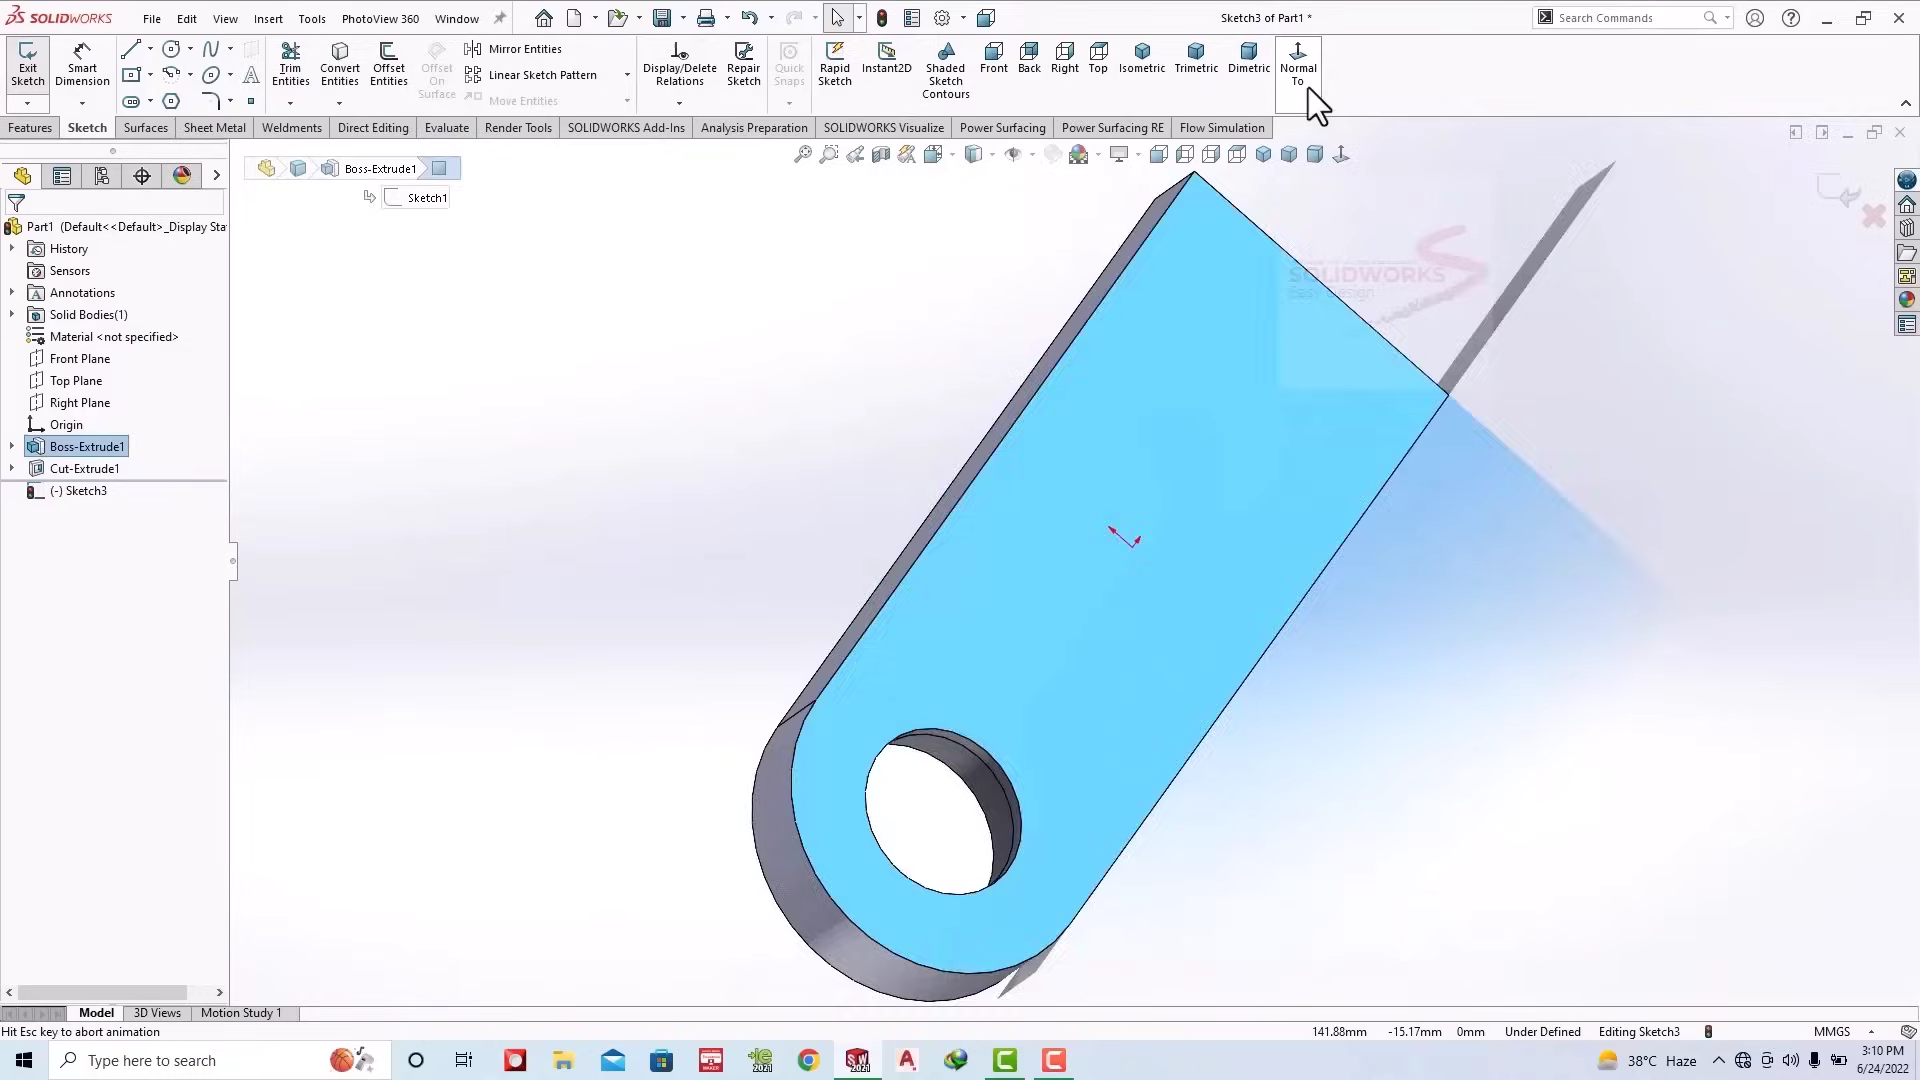 SOLIDWORKS File Edit View Insert Tools PhotoView 360 Window Sketch3 of Part1 * Search Commands
Exit Sketch Smart Dimension Trim Entities Convert Entities Offset Entities Offset On Surface Mirror Entities Linear Sketch Pattern Move Entities Display/Delete Relations Repair Sketch Quick Snaps Rapid Sketch Instant2D Shaded Sketch Contours Front Back Right Top Isometric Trimetric Dimetric Normal To
Features Sketch Surfaces Sheet Metal Weldments Direct Editing Evaluate Render Tools SOLIDWORKS Add-Ins Analysis Preparation SOLIDWORKS Visualize Power Surfacing Power Surfacing RE Flow Simulation
Boss-Extrude1
Sketch1
Part1 (Default<<Default>_Display Sta
History
Sensors
Annotations
Solid Bodies(1)
Material <not specified>
Front Plane
Top Plane
Right Plane
Origin
Boss-Extrude1
Cut-Extrude1
(-) Sketch3
SOLIDWORKS
Easy Design
Model 3D Views Motion Study 1
Hit Esc key to abort animation 141.88mm -15.17mm 0mm Under Defined Editing Sketch3 MMGS
Type here to search 38°C Haze 3:10 PM
6/24/2022